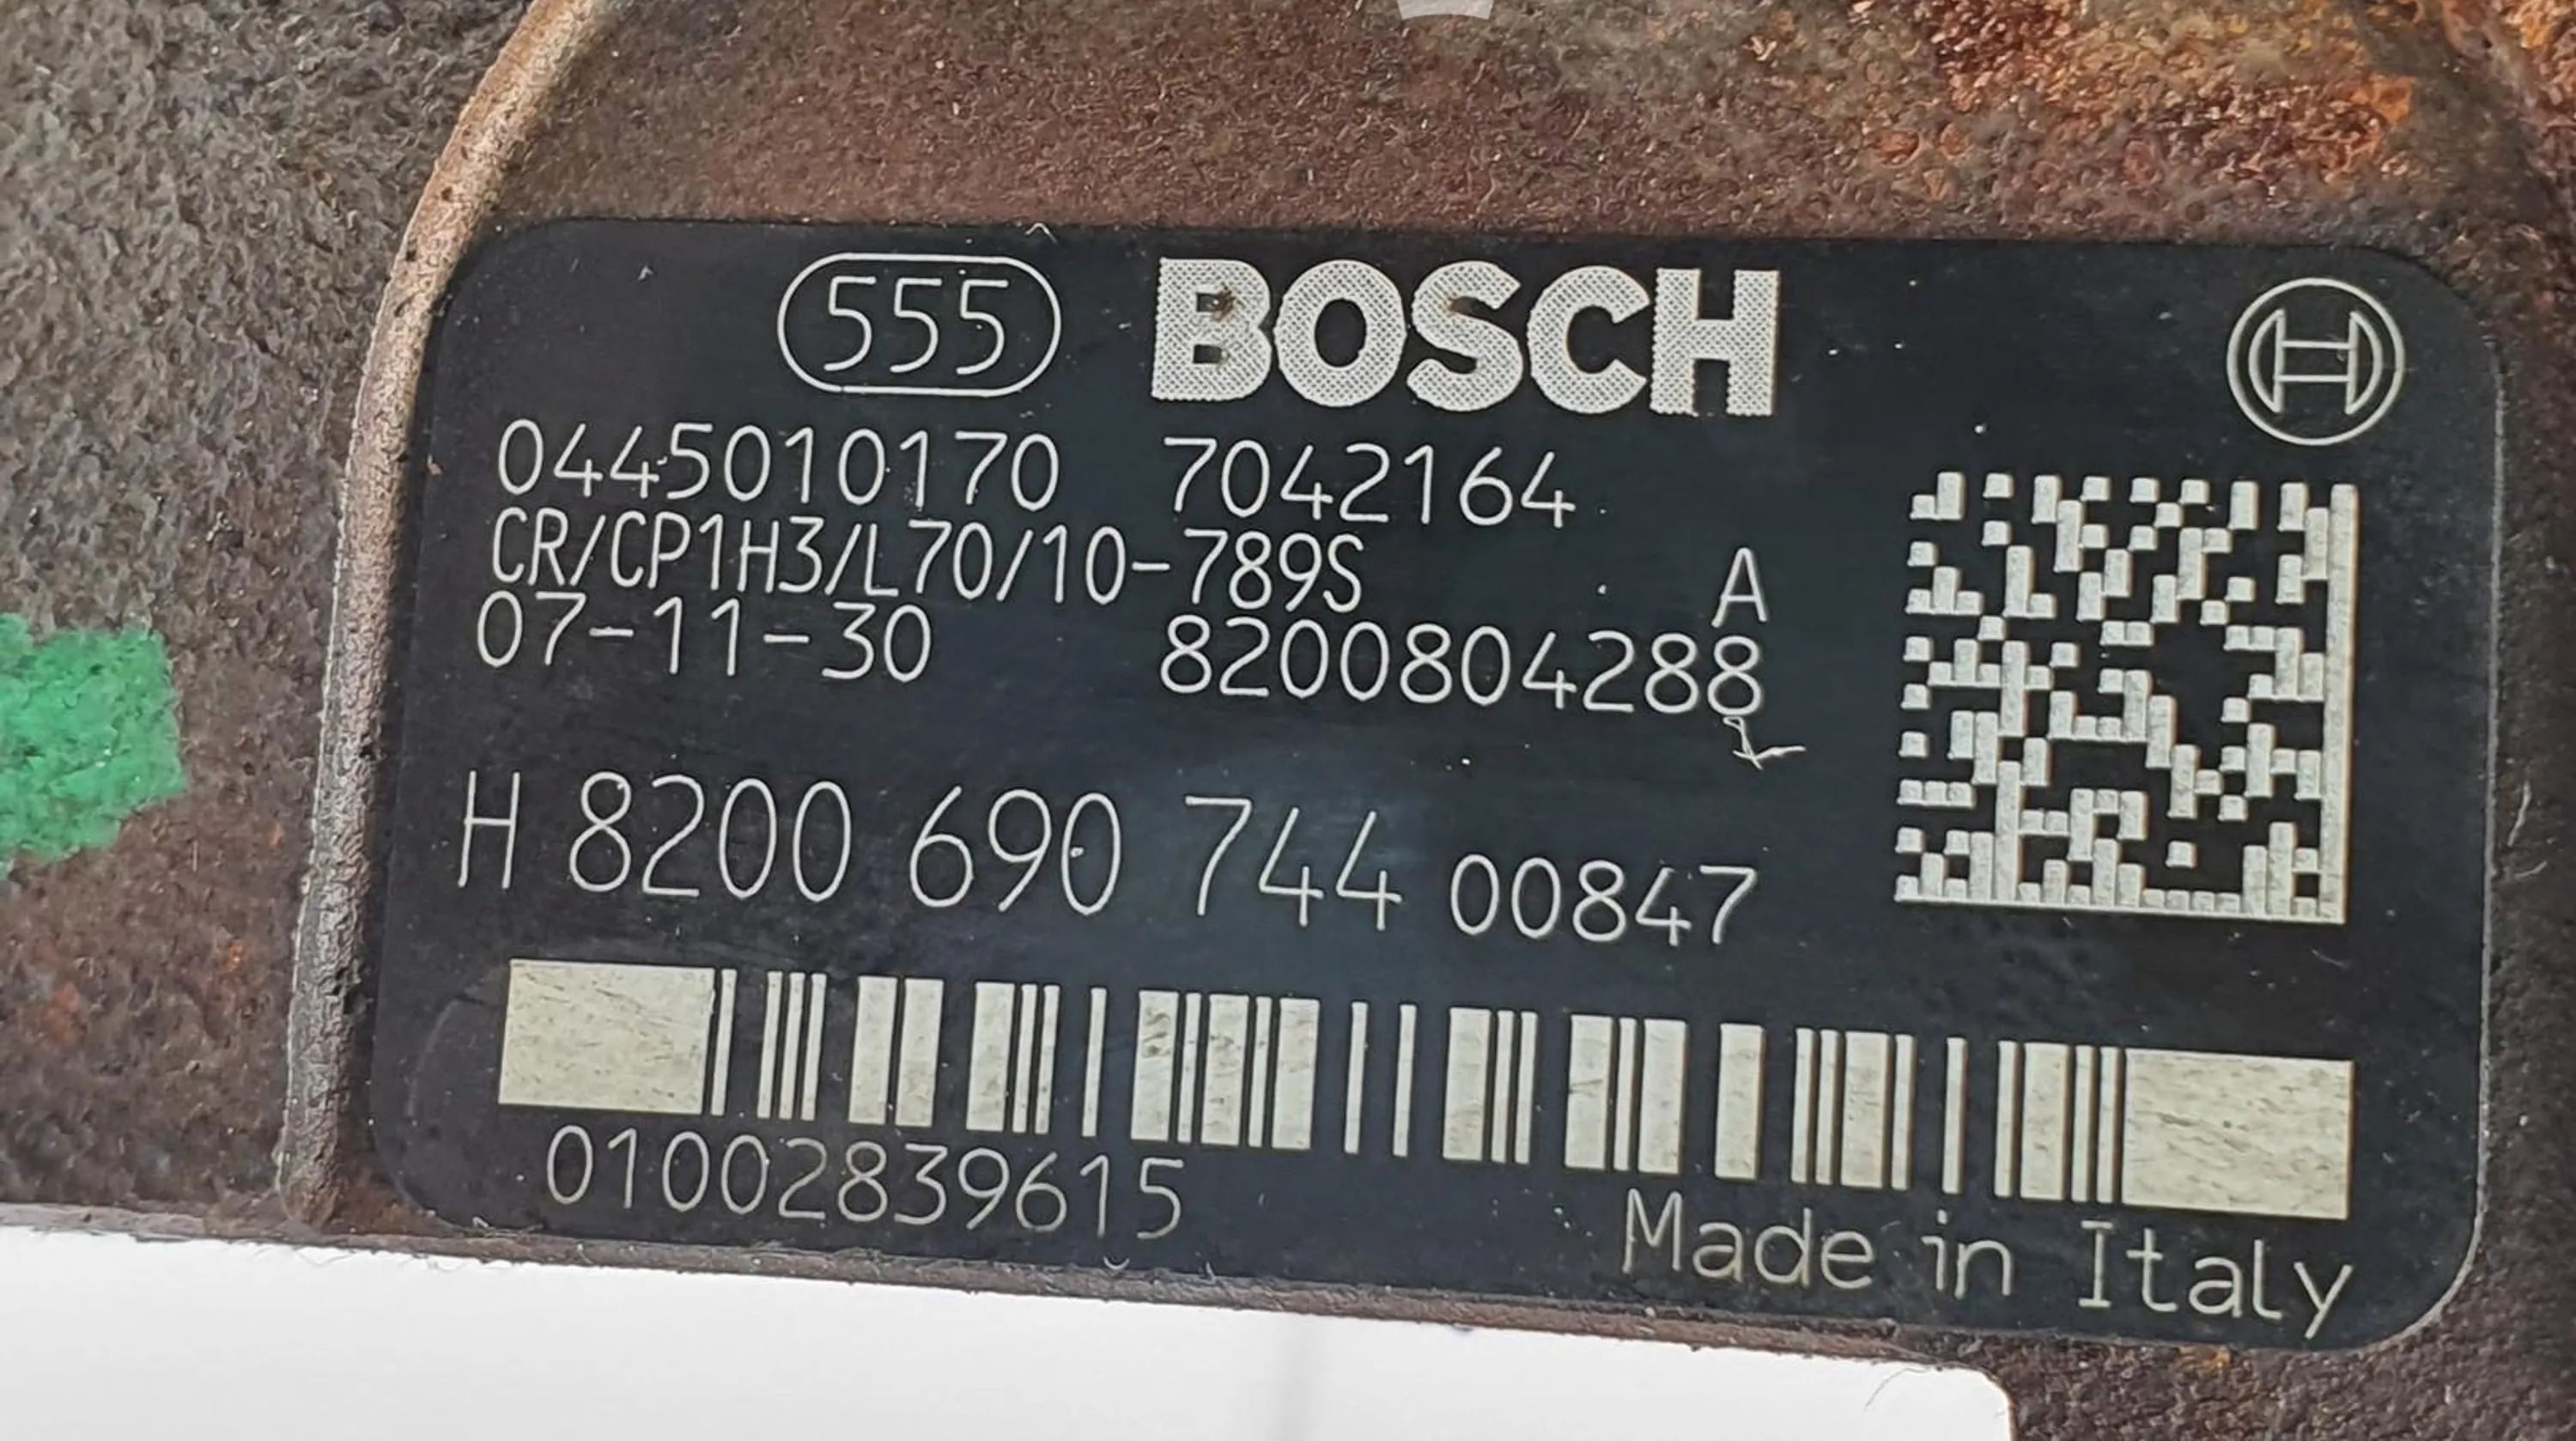 555 BOSCH
0445010170 7042164
CR/CP1H3/L70/10-789S A
07-11-30 8200804288
H 8200 690 744 00847
01002839615
Made in Italy